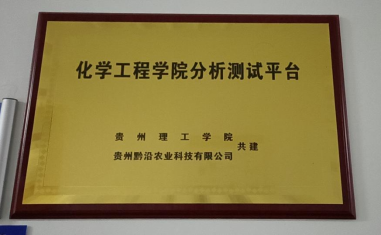 化学工程学院分析测试平台
贵州理工学院
贵州黔沿农业科技有限公司
共建